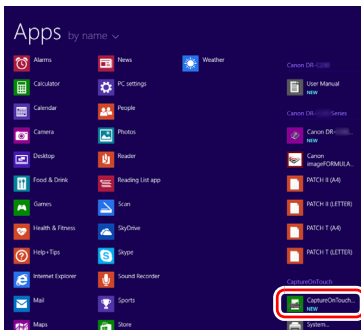 Apps by name
Alarms
Calculator
Calendar
Camera
Desktop
Food & Drink
Games
Health & Fitness
Help+Tips
Internet Explorer
Mail
Maps
News
PC settings
People
Photos
Reader
Reading List app
Scan
SkyDrive
Skype
Sound Recorder
Sports
Store
Weather
Canon DR-
User Manual
NEW
Canon DR- Series
Canon DR-
NEW
Canon
imageFORMULA...
PATCH II (A4)
PATCH II (LETTER)
PATCH T (A4)
PATCH T (LETTER)
CaptureOnTouch
CaptureOnTouch...
NEW
System...